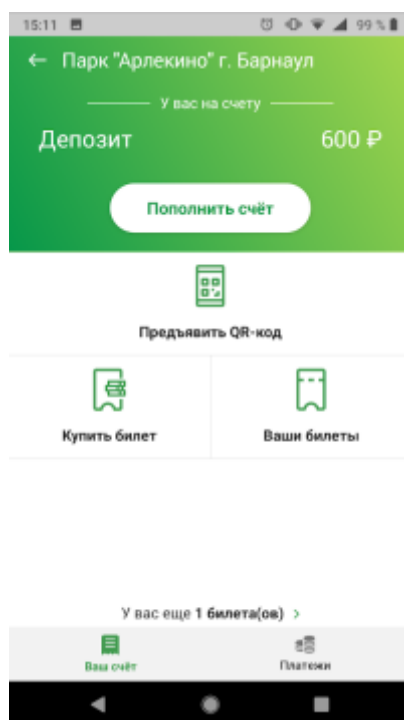 15:11 99 %
Парк "Арлекино" г. Барнаул
У вас на счету
Депозит 600 ₽
Пополнить счёт
Предъявить QR-код
Купить билет Ваши билеты
У вас еще 1 билета(ов) >
Ваш счёт Платежи